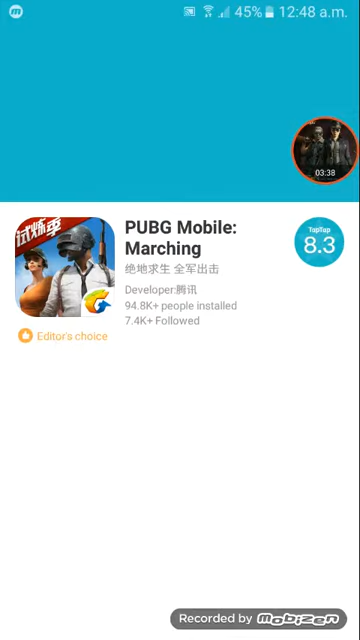 45% 12:48 a.m.
03:38
试炼季
PUBG Mobile:
Marching
绝地求生 全军出击
Developer:腾讯
94.8K+ people installed
7.4K+ Followed
TapTap
8.3
Editor's choice
Recorded by mobizen